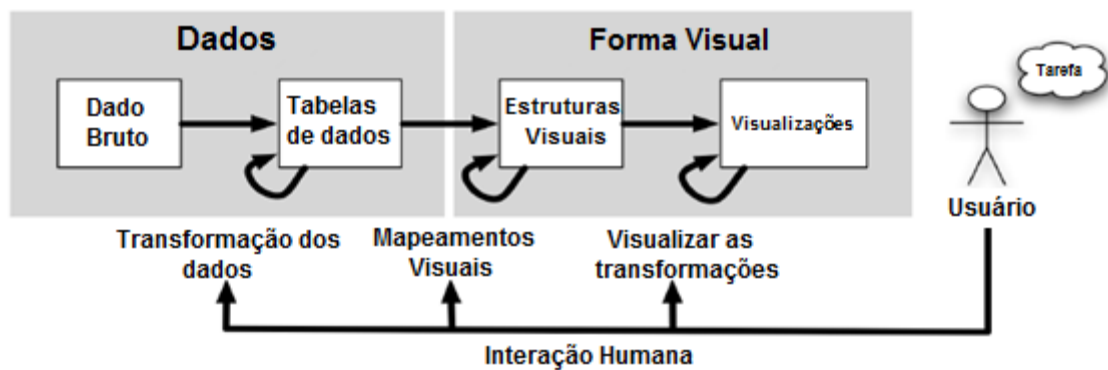 Dados
Forma Visual
Tarefa
Dado
Bruto
Tabelas
de dados
Estruturas
Visuais
Visualizações
Usuário
Transformação dos
dados
Mapeamentos
Visuais
Visualizar as
transformações
Interação Humana